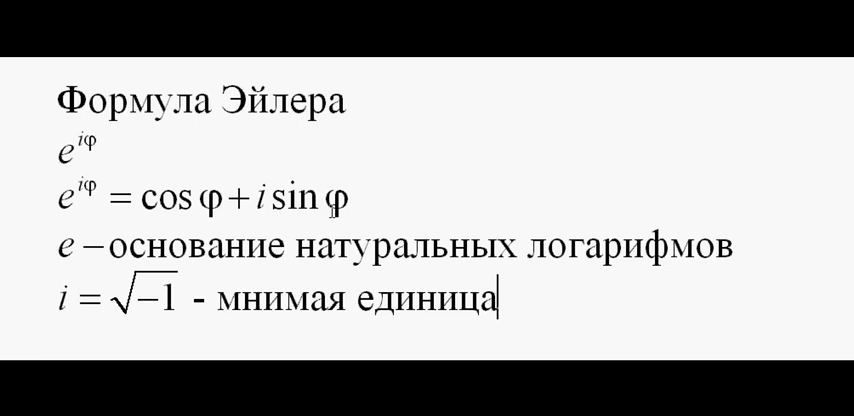 Формула Эйлера
e^{iφ}
e^{iφ} = cos φ + i sin φ
e – основание натуральных логарифмов
i = √−1 - мнимая единица